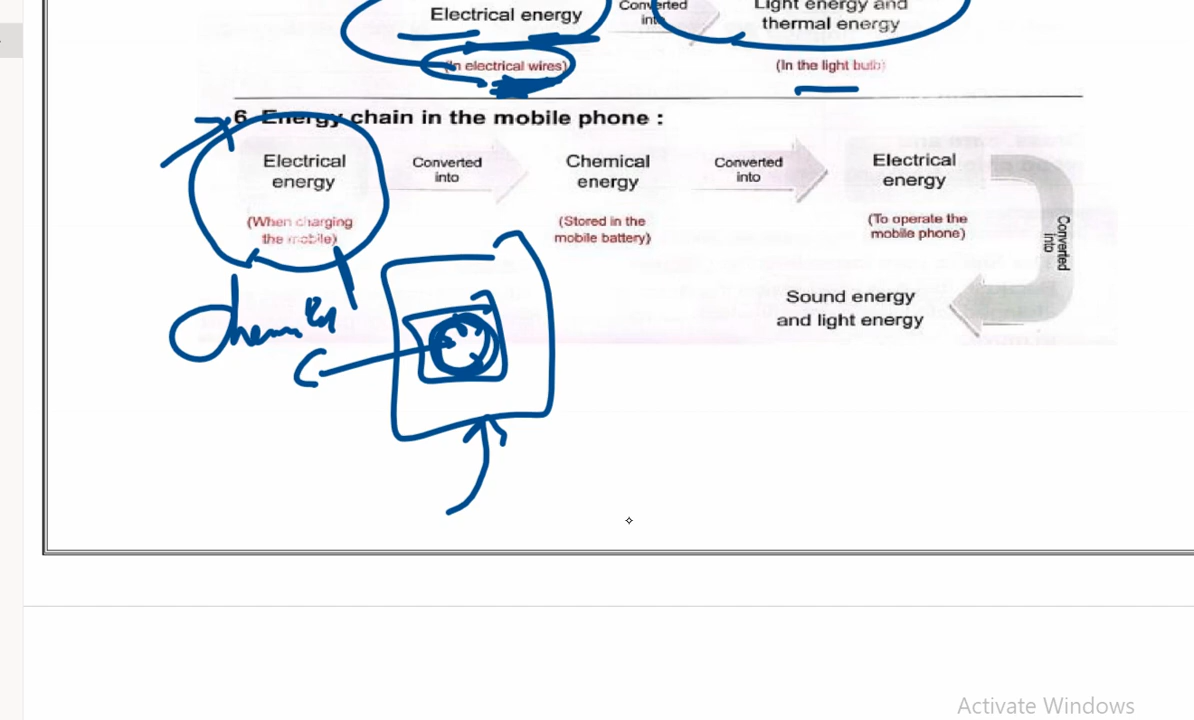 Electrical energy
Converted into
Light energy and thermal energy
(In electrical wires)
(In the light bulb)
6. Energy chain in the mobile phone :
Electrical
energy
(When charging
the mobile)
Converted
into
Chemical
energy
(Stored in the
mobile battery)
Converted
into
Electrical
energy
(To operate the
mobile phone)
Converted
into
Sound energy
and light energy
Activate Windows